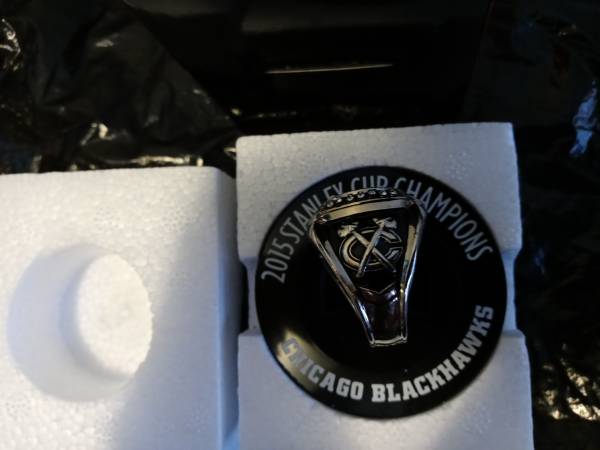 2015 STANLEY CUP CHAMPIONS
C
CHICAGO BLACKHAWKS